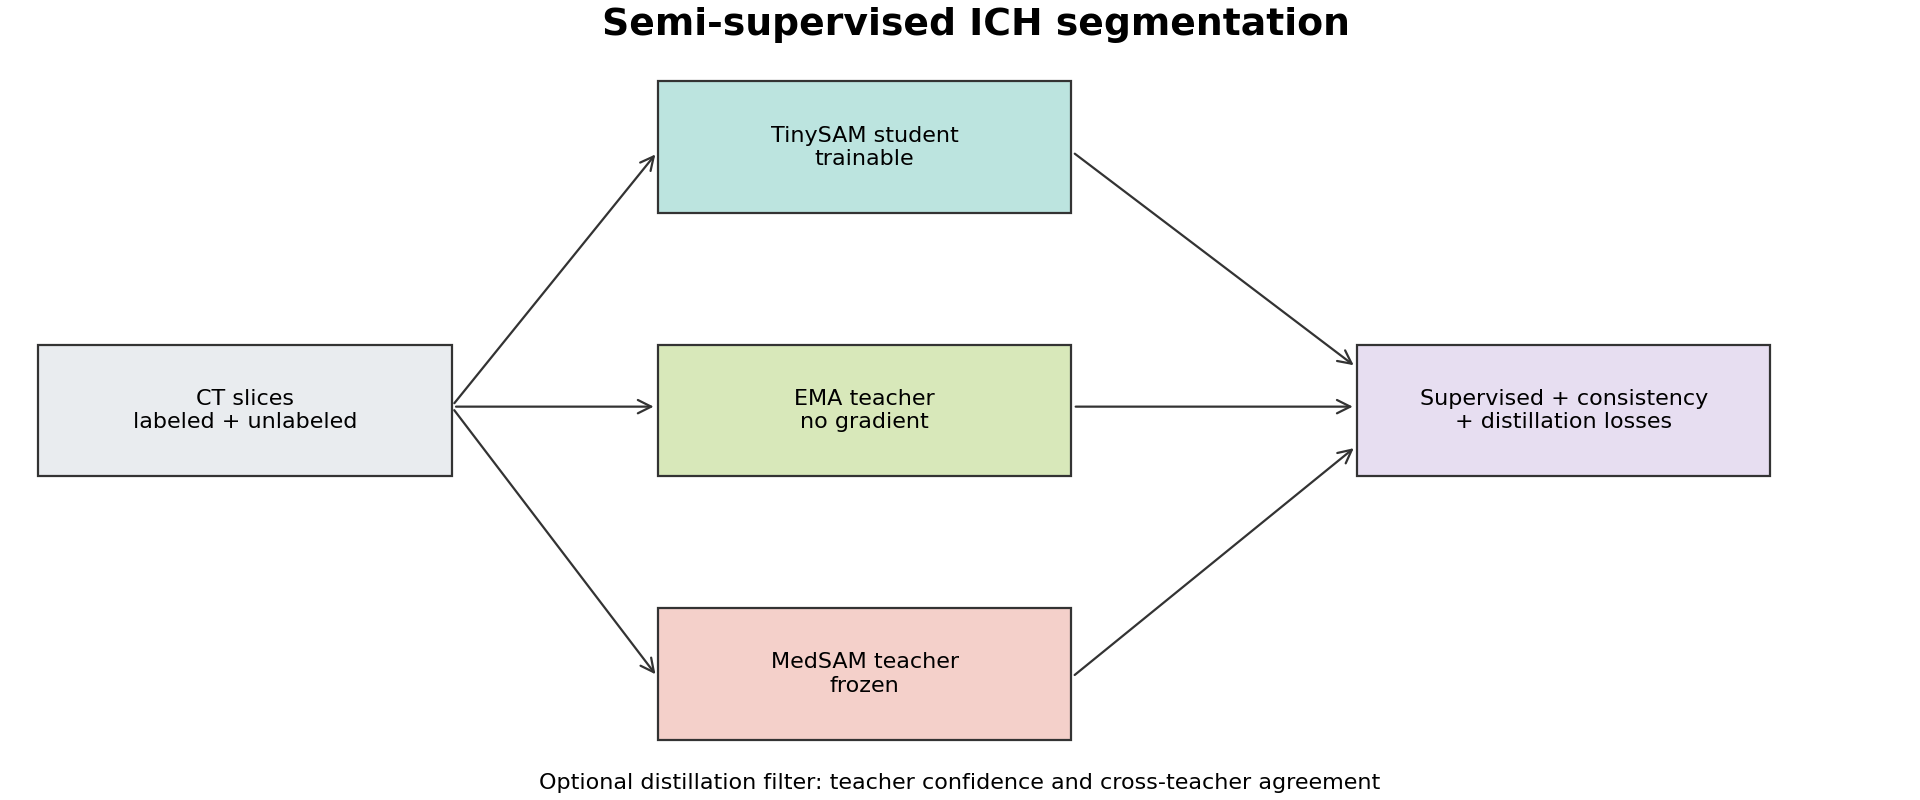 Semi-supervised ICH segmentation
TinySAM student
trainable
CT slices
labeled + unlabeled
EMA teacher
no gradient
Supervised + consistency
+ distillation losses
MedSAM teacher
frozen
Optional distillation filter: teacher confidence and cross-teacher agreement